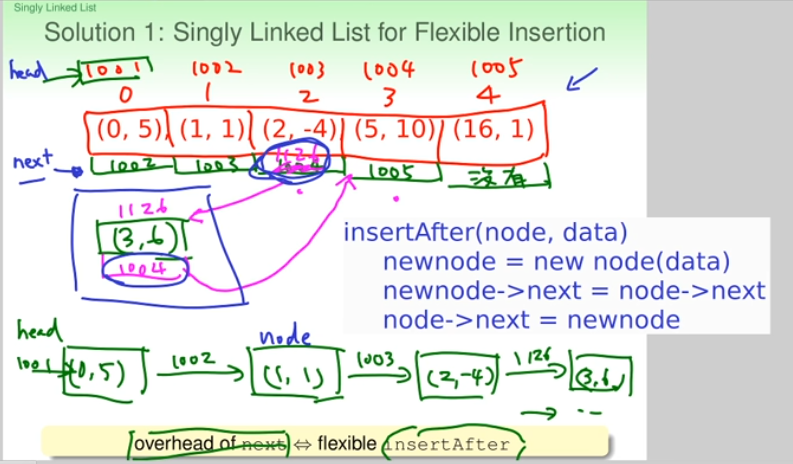 Singly Linked List
Solution 1: Singly Linked List for Flexible Insertion
head 1001 1002 1003 1004 1005
0 1 2 3 4
(0, 5) (1, 1) (2, -4) (5, 10) (16, 1)
next 1002 1003 1126 1005 沒有
1126
(3,6)
1004
insertAfter(node, data)
newnode = new node(data)
newnode->next = node->next
node->next = newnode
head node
1001 (0,5) 1002 (1, 1) 1003 (2,-4) 1126 (3,6)
overhead of next ⇔ flexible insertAfter